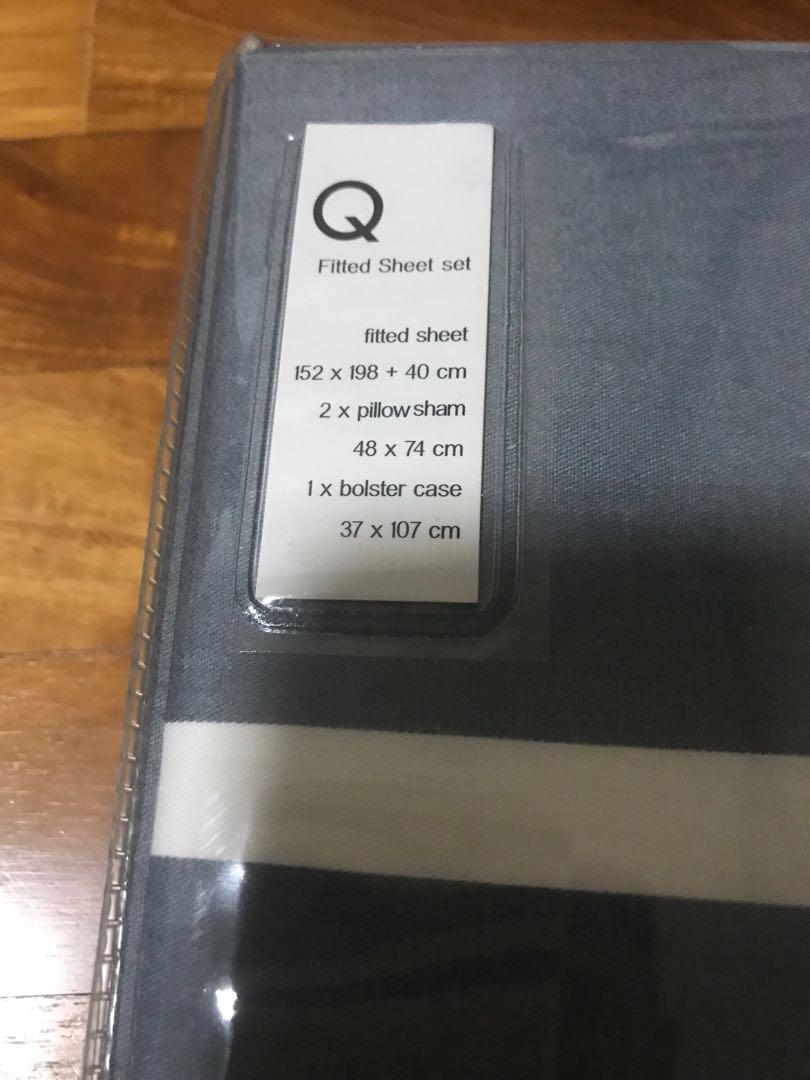 Q
Fitted Sheet set
fitted sheet
152 x 198 + 40 cm
2 x pillow sham
48 x 74 cm
1 x bolster case
37 x 107 cm